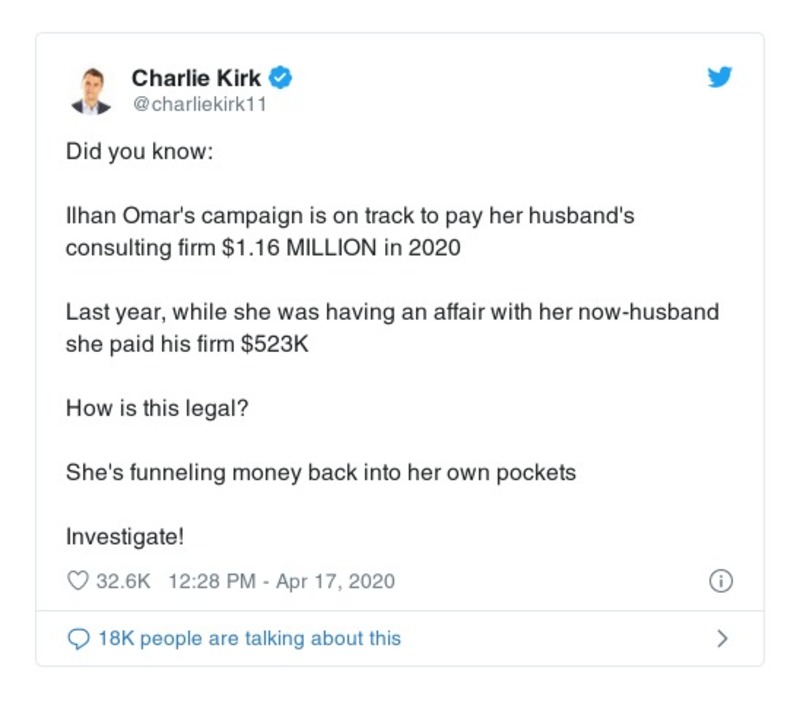 Charlie Kirk
@charliekirk11
Did you know:
Ilhan Omar's campaign is on track to pay her husband's
consulting firm $1.16 MILLION in 2020
Last year, while she was having an affair with her now-husband
she paid his firm $523K
How is this legal?
She's funneling money back into her own pockets
Investigate!
32.6K 12:28 PM - Apr 17, 2020
18K people are talking about this